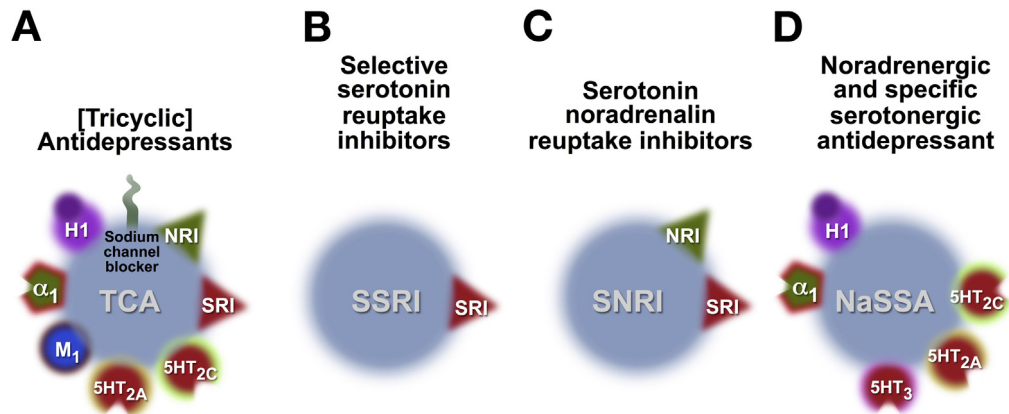 A
[Tricyclic]
Antidepressants
H1
Sodium
channel
blocker
NRI
α1
TCA
SRI
M1
5HT2A
5HT2C
B
Selective
serotonin
reuptake
inhibitors
SSRI
SRI
C
Serotonin
noradrenalin
reuptake inhibitors
NRI
SNRI
SRI
D
Noradrenergic
and specific
serotonergic
antidepressant
H1
α1
NaSSA
5HT2C
5HT2A
5HT3